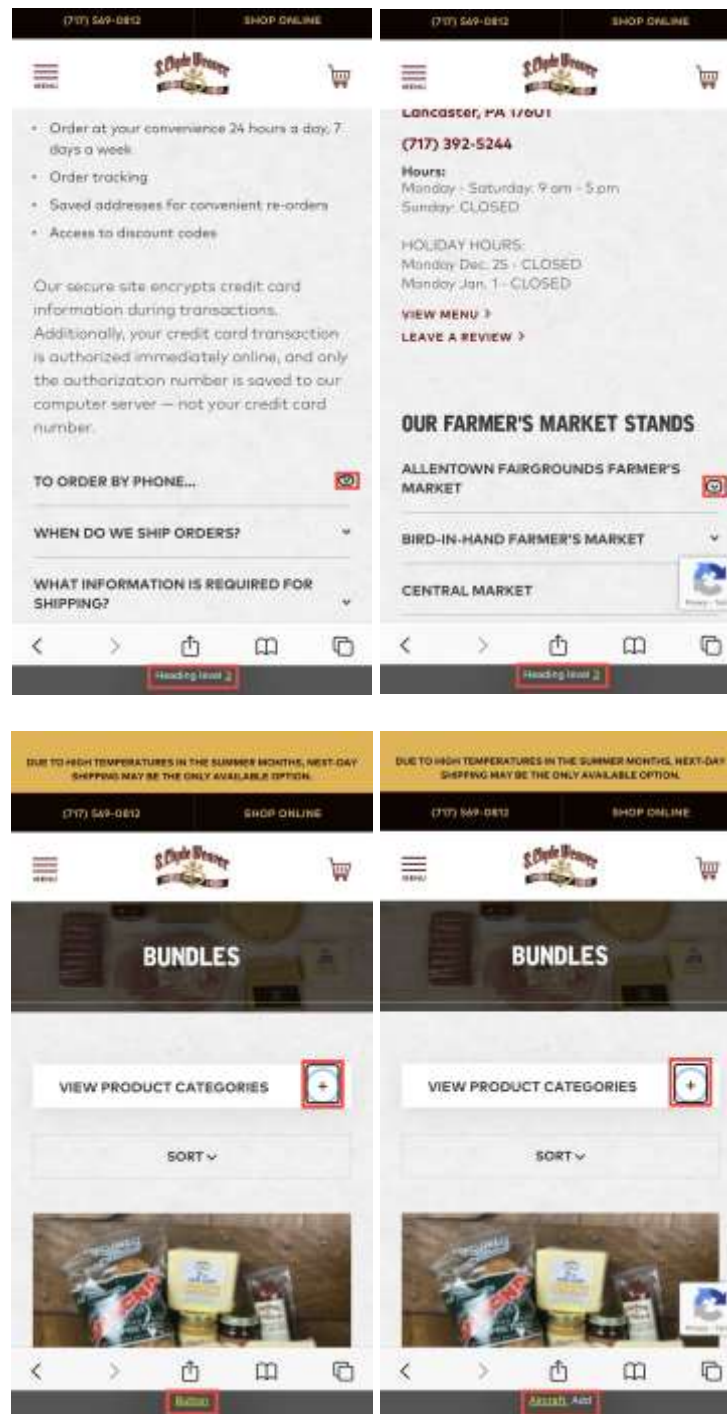 (717) 569-0812
SHOP ONLINE
MENU
S. Clyde Weaver
• Order at your convenience 24 hours a day, 7
days a week
• Order tracking
• Saved addresses for convenient re-orders
• Access to discount codes
Our secure site encrypts credit card
information during transactions.
Additionally, your credit card transaction
is authorized immediately online, and only
the authorization number is saved to our
computer server — not your credit card
number.
TO ORDER BY PHONE...
WHEN DO WE SHIP ORDERS?
WHAT INFORMATION IS REQUIRED FOR
SHIPPING?
Heading level 2
(717) 569-0812
SHOP ONLINE
S. Clyde Weaver
Lancaster, PA 17601
(717) 392-5244
Hours:
Monday - Saturday: 9 am - 5 pm
Sunday: CLOSED
HOLIDAY HOURS:
Monday Dec. 25 - CLOSED
Monday Jan. 1 - CLOSED
VIEW MENU >
LEAVE A REVIEW >
OUR FARMER'S MARKET STANDS
ALLENTOWN FAIRGROUNDS FARMER'S
MARKET
BIRD-IN-HAND FARMER'S MARKET
CENTRAL MARKET
Heading level 2
DUE TO HIGH TEMPERATURES IN THE SUMMER MONTHS, NEXT-DAY
SHIPPING MAY BE THE ONLY AVAILABLE OPTION.
(717) 569-0812
SHOP ONLINE
MENU
S. Clyde Weaver
BUNDLES
VIEW PRODUCT CATEGORIES
+
SORT
Button
DUE TO HIGH TEMPERATURES IN THE SUMMER MONTHS, NEXT-DAY
SHIPPING MAY BE THE ONLY AVAILABLE OPTION.
(717) 569-0812
SHOP ONLINE
MENU
S. Clyde Weaver
BUNDLES
VIEW PRODUCT CATEGORIES
+
SORT
Aircraft, Add